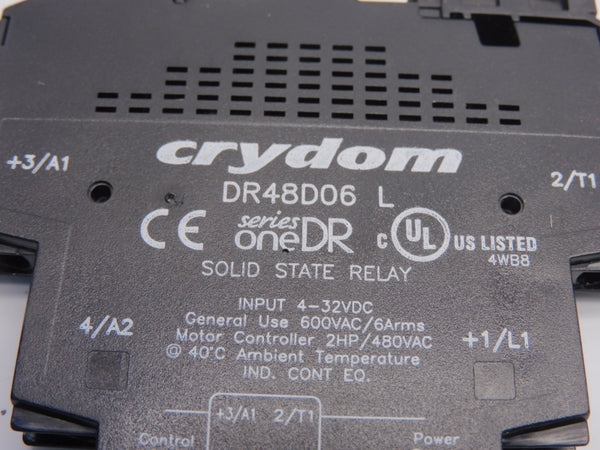 crydom
+3/A1
2/T1
DR48D06 L
CE series oneDR c UL US LISTED
4WB8
SOLID STATE RELAY
INPUT 4-32VDC
General Use 600VAC/6Arms
4/A2
Motor Controller 2HP/480VAC
+1/L1
@ 40°C Ambient Temperature
IND. CONT EQ.
+3/A1 2/T1
Control
Power